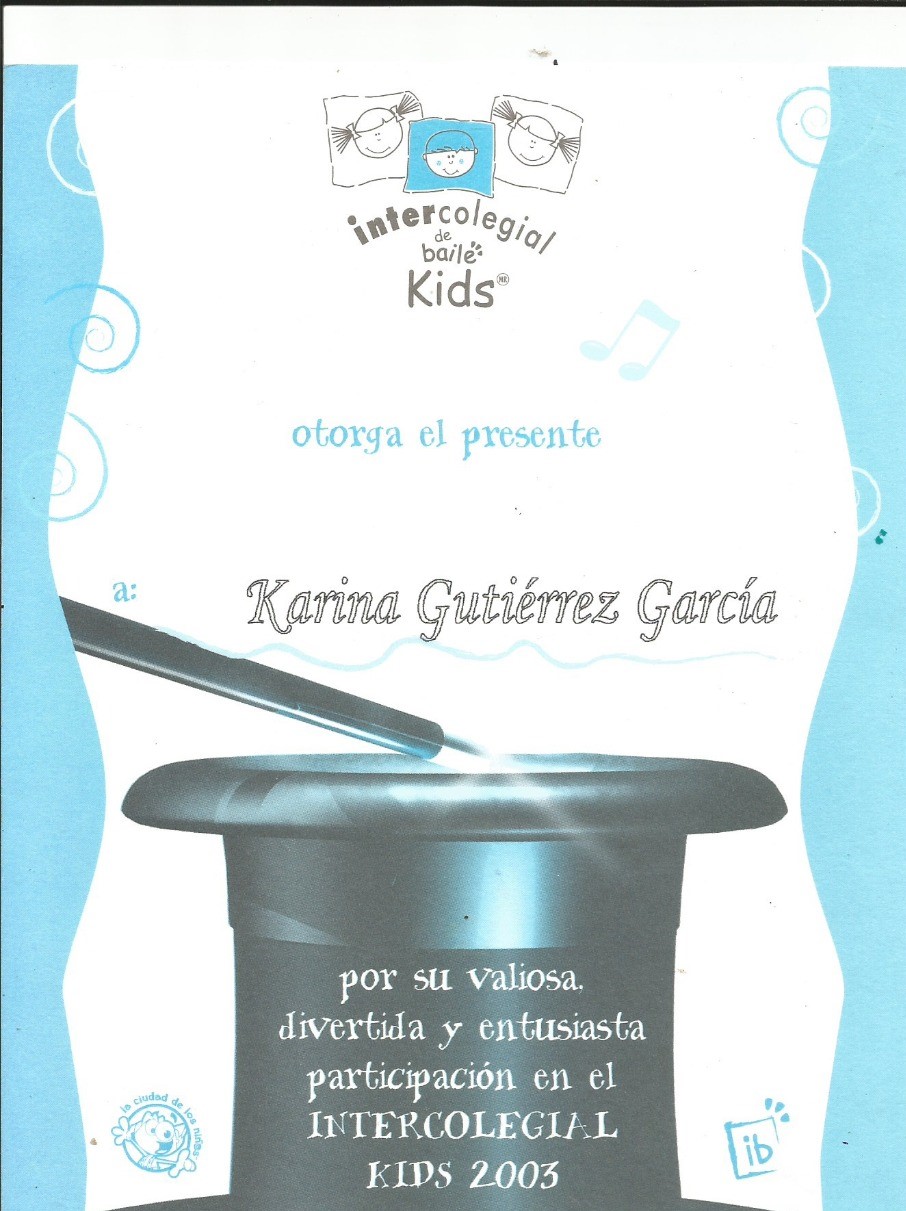 intercolegial
de
baile
Kids MR
otorga el presente
a:
Karina Gutiérrez García
por su valiosa,
divertida y entusiasta
participación en el
INTERCOLEGIAL
KIDS 2003
la ciudad de los niños
ib